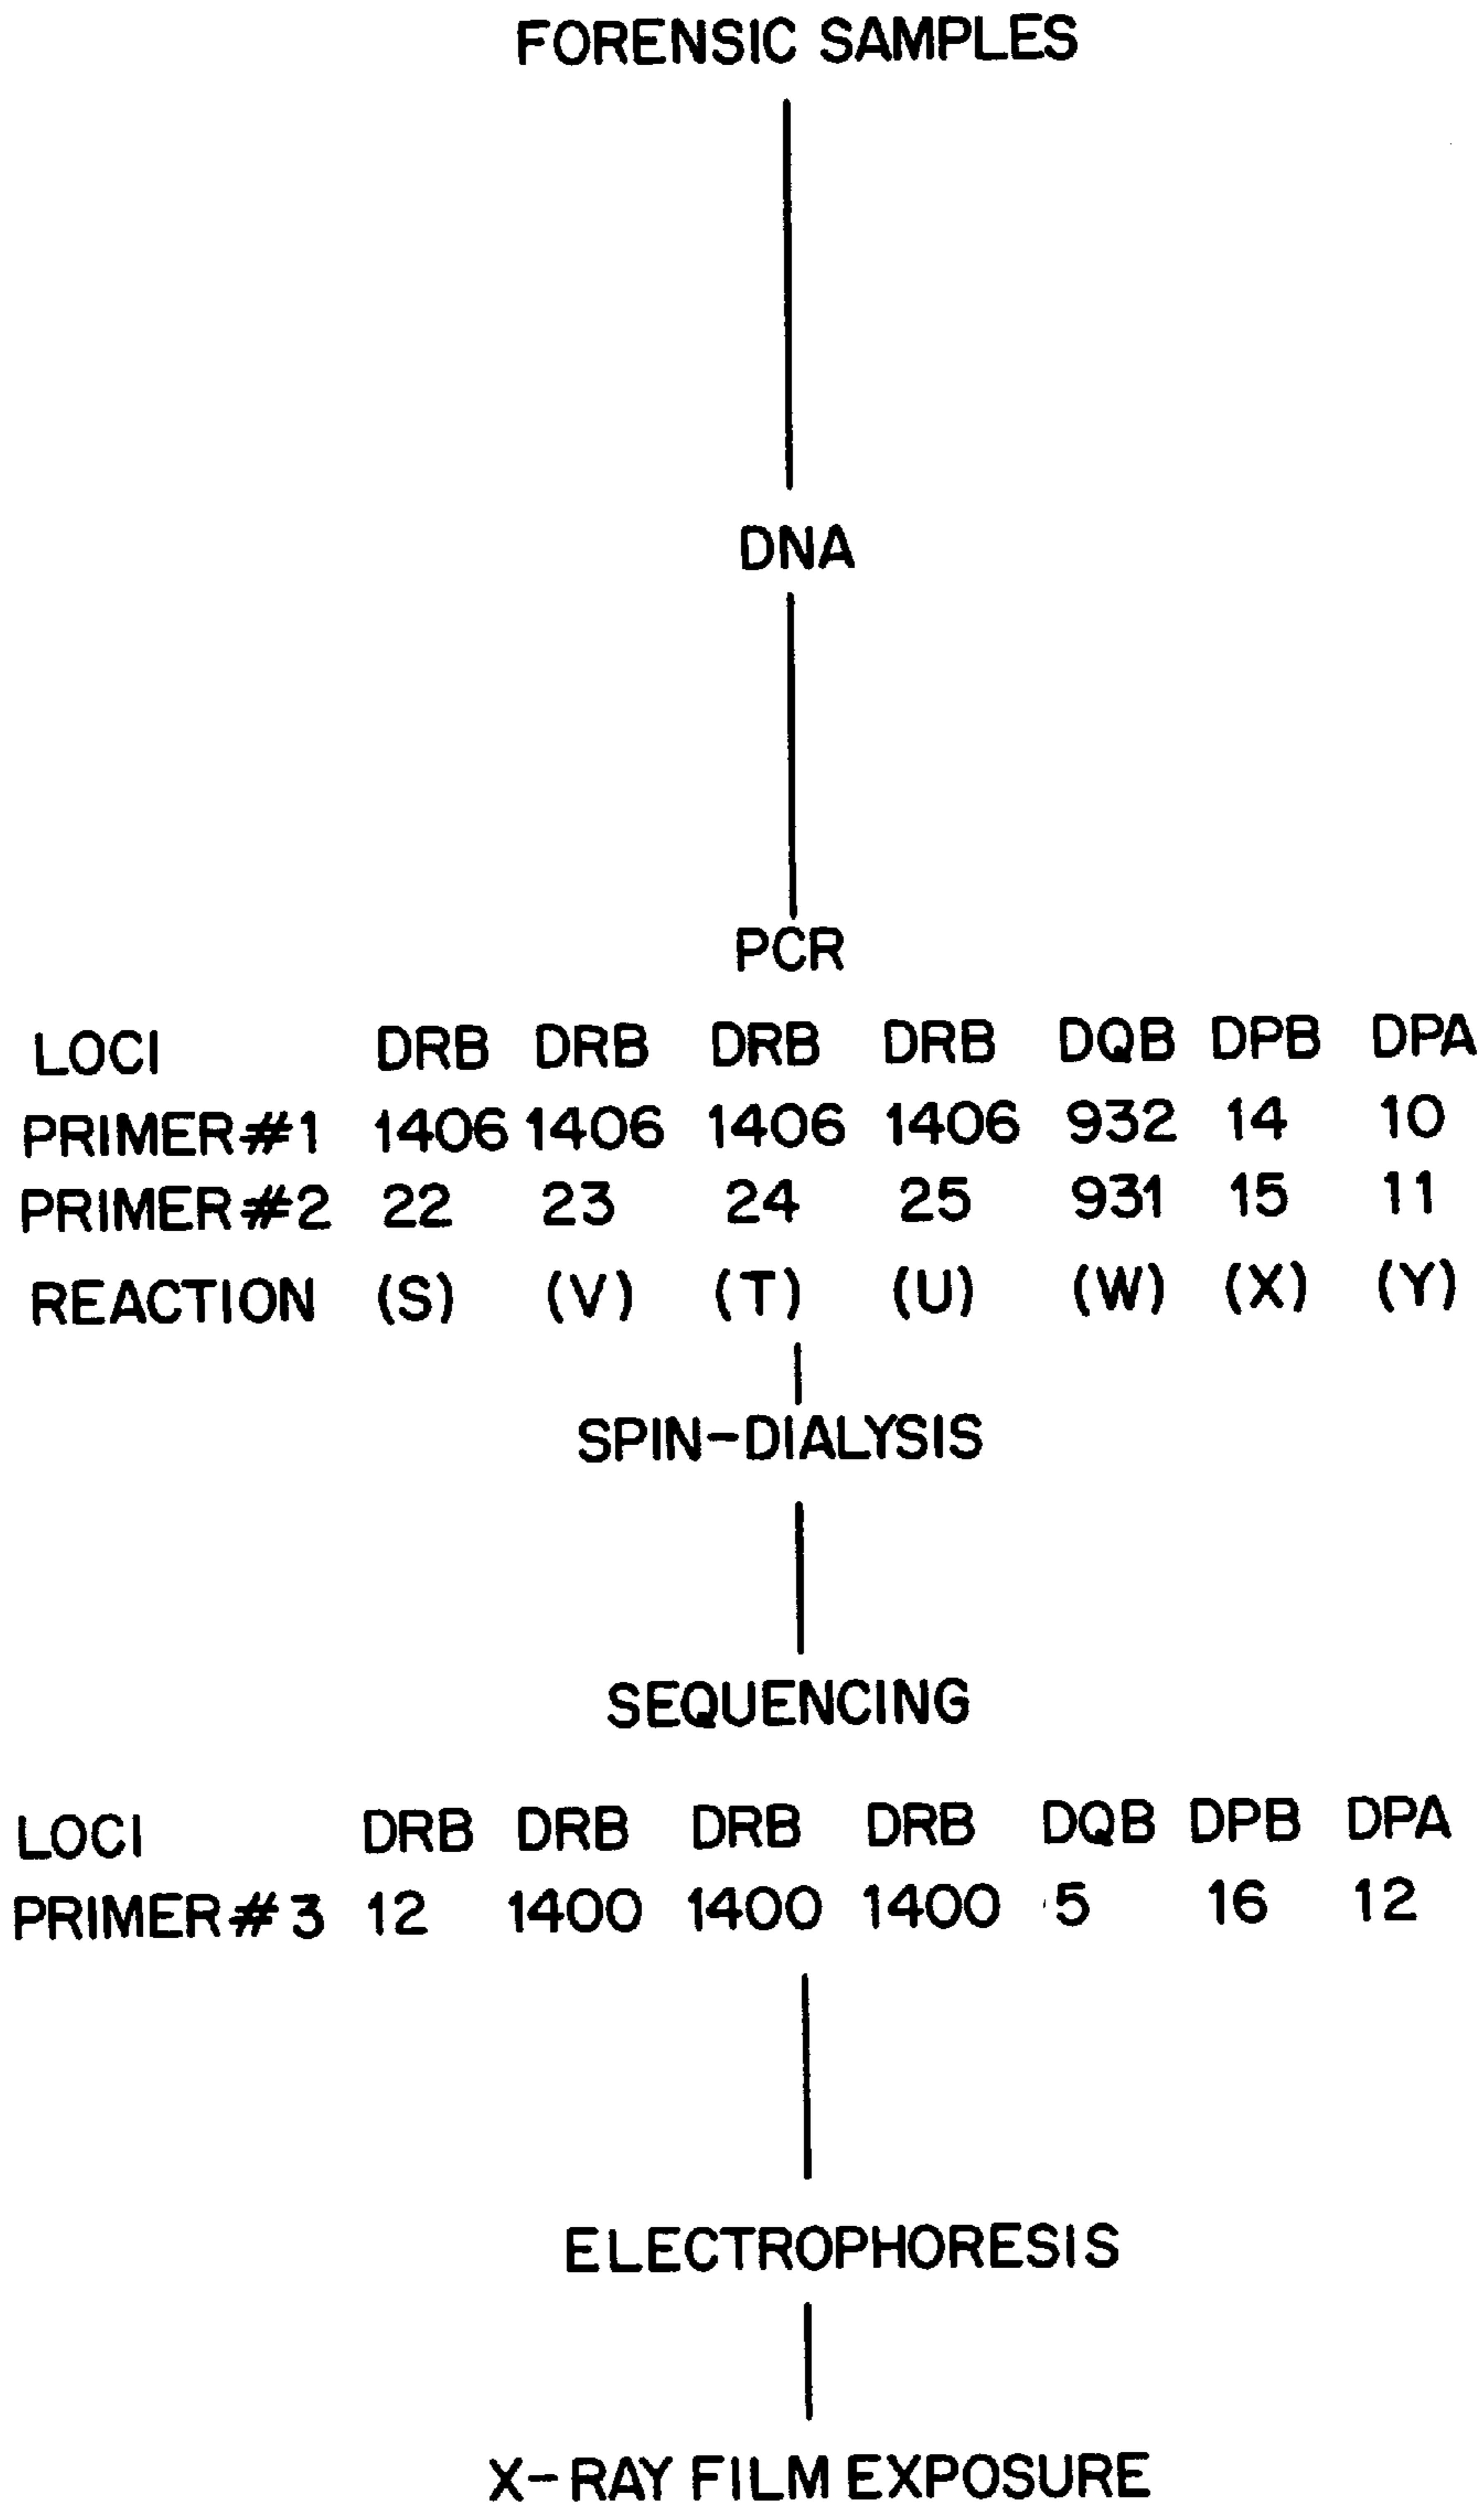 FORENSIC SAMPLES
DNA
PCR
LOCI DRB DRB DRB DRB DQB DPB DPA
PRIMER#1 1406 1406 1406 1406 932 14 10
PRIMER#2 22 23 24 25 931 15 11
REACTION (S) (V) (T) (U) (W) (X) (Y)
SPIN-DIALYSIS
SEQUENCING
LOCI DRB DRB DRB DRB DQB DPB DPA
PRIMER#3 12 1400 1400 1400 5 16 12
ELECTROPHORESIS
X-RAY FILM EXPOSURE